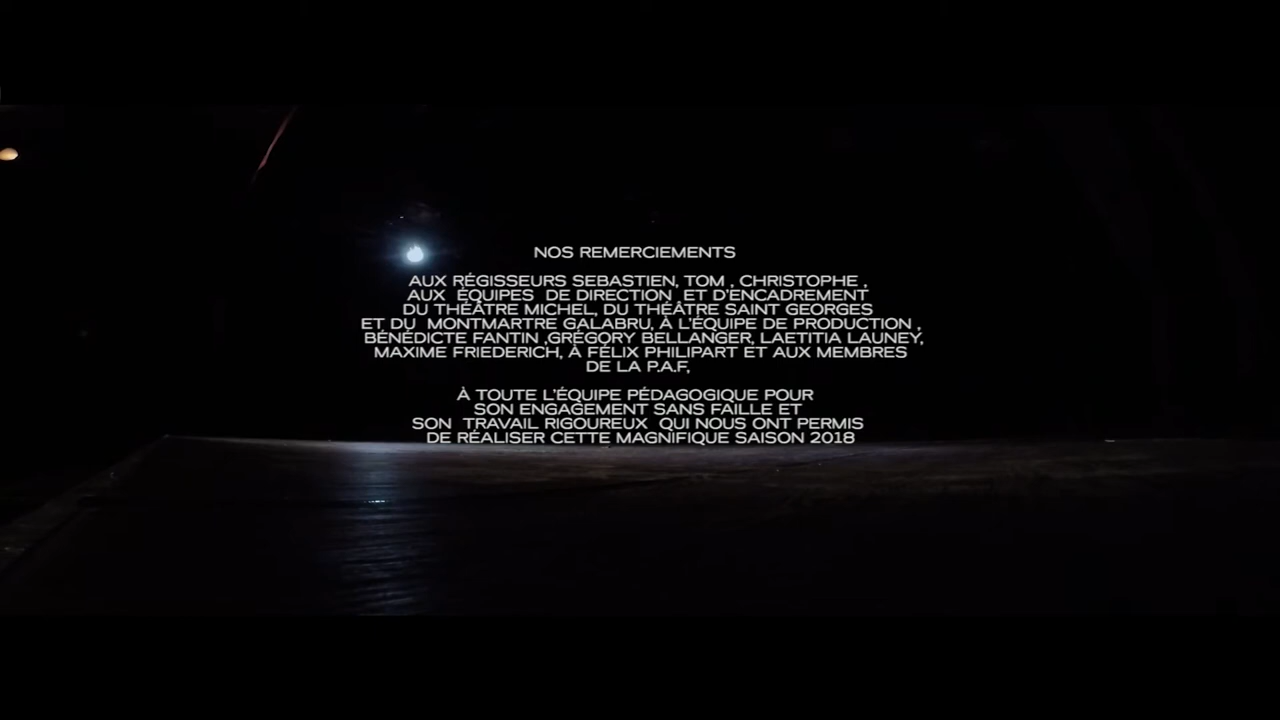 NOS REMERCIEMENTS
AUX RÉGISSEURS SEBASTIEN, TOM , CHRISTOPHE ,
AUX ÉQUIPES DE DIRECTION ET D'ENCADREMENT
DU THÉÂTRE MICHEL, DU THÉÂTRE SAINT GEORGES
ET DU MONTMARTRE GALABRU, À L'ÉQUIPE DE PRODUCTION ,
BÉNÉDICTE FANTIN ,GRÉGORY BELLANGER, LAETITIA LAUNEY,
MAXIME FRIEDERICH, À FÉLIX PHILIPART ET AUX MEMBRES
DE LA P.A.F,
À TOUTE L'ÉQUIPE PÉDAGOGIQUE POUR
SON ENGAGEMENT SANS FAILLE ET
SON TRAVAIL RIGOUREUX QUI NOUS ONT PERMIS
DE RÉALISER CETTE MAGNIFIQUE SAISON 2018